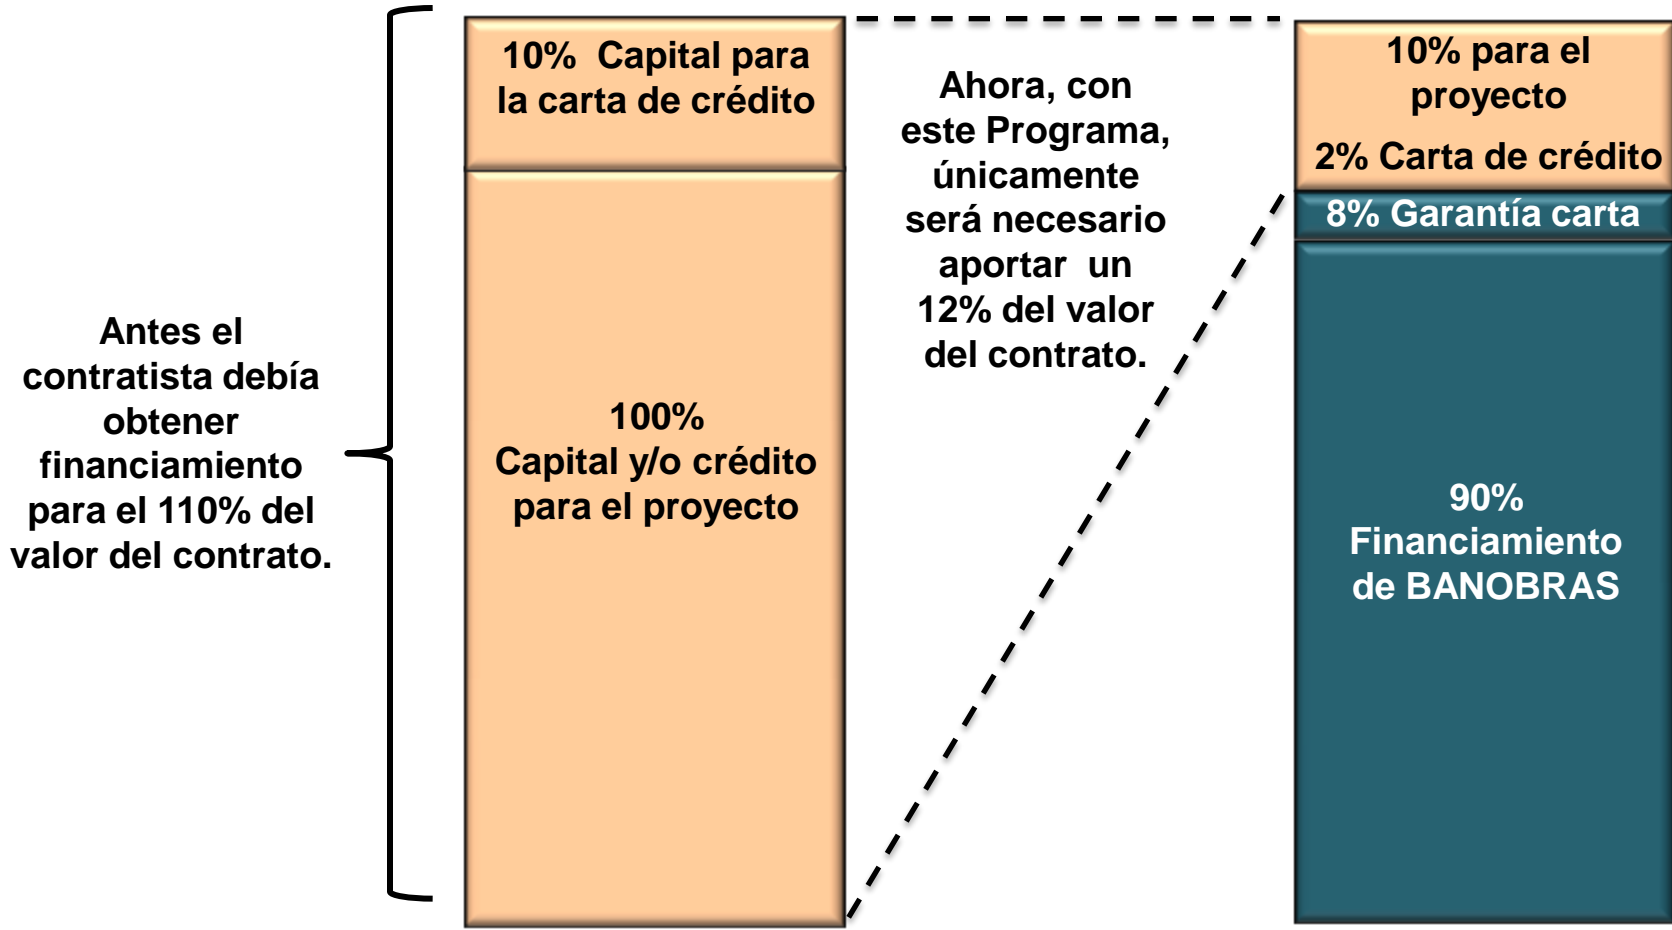 Antes el
contratista debía
obtener
financiamiento
para el 110% del
valor del contrato.
10% Capital para
la carta de crédito
100%
Capital y/o crédito
para el proyecto
Ahora, con
este Programa,
únicamente
será necesario
aportar un
12% del valor
del contrato.
10% para el
proyecto
2% Carta de crédito
8% Garantía carta
90%
Financiamiento
de BANOBRAS